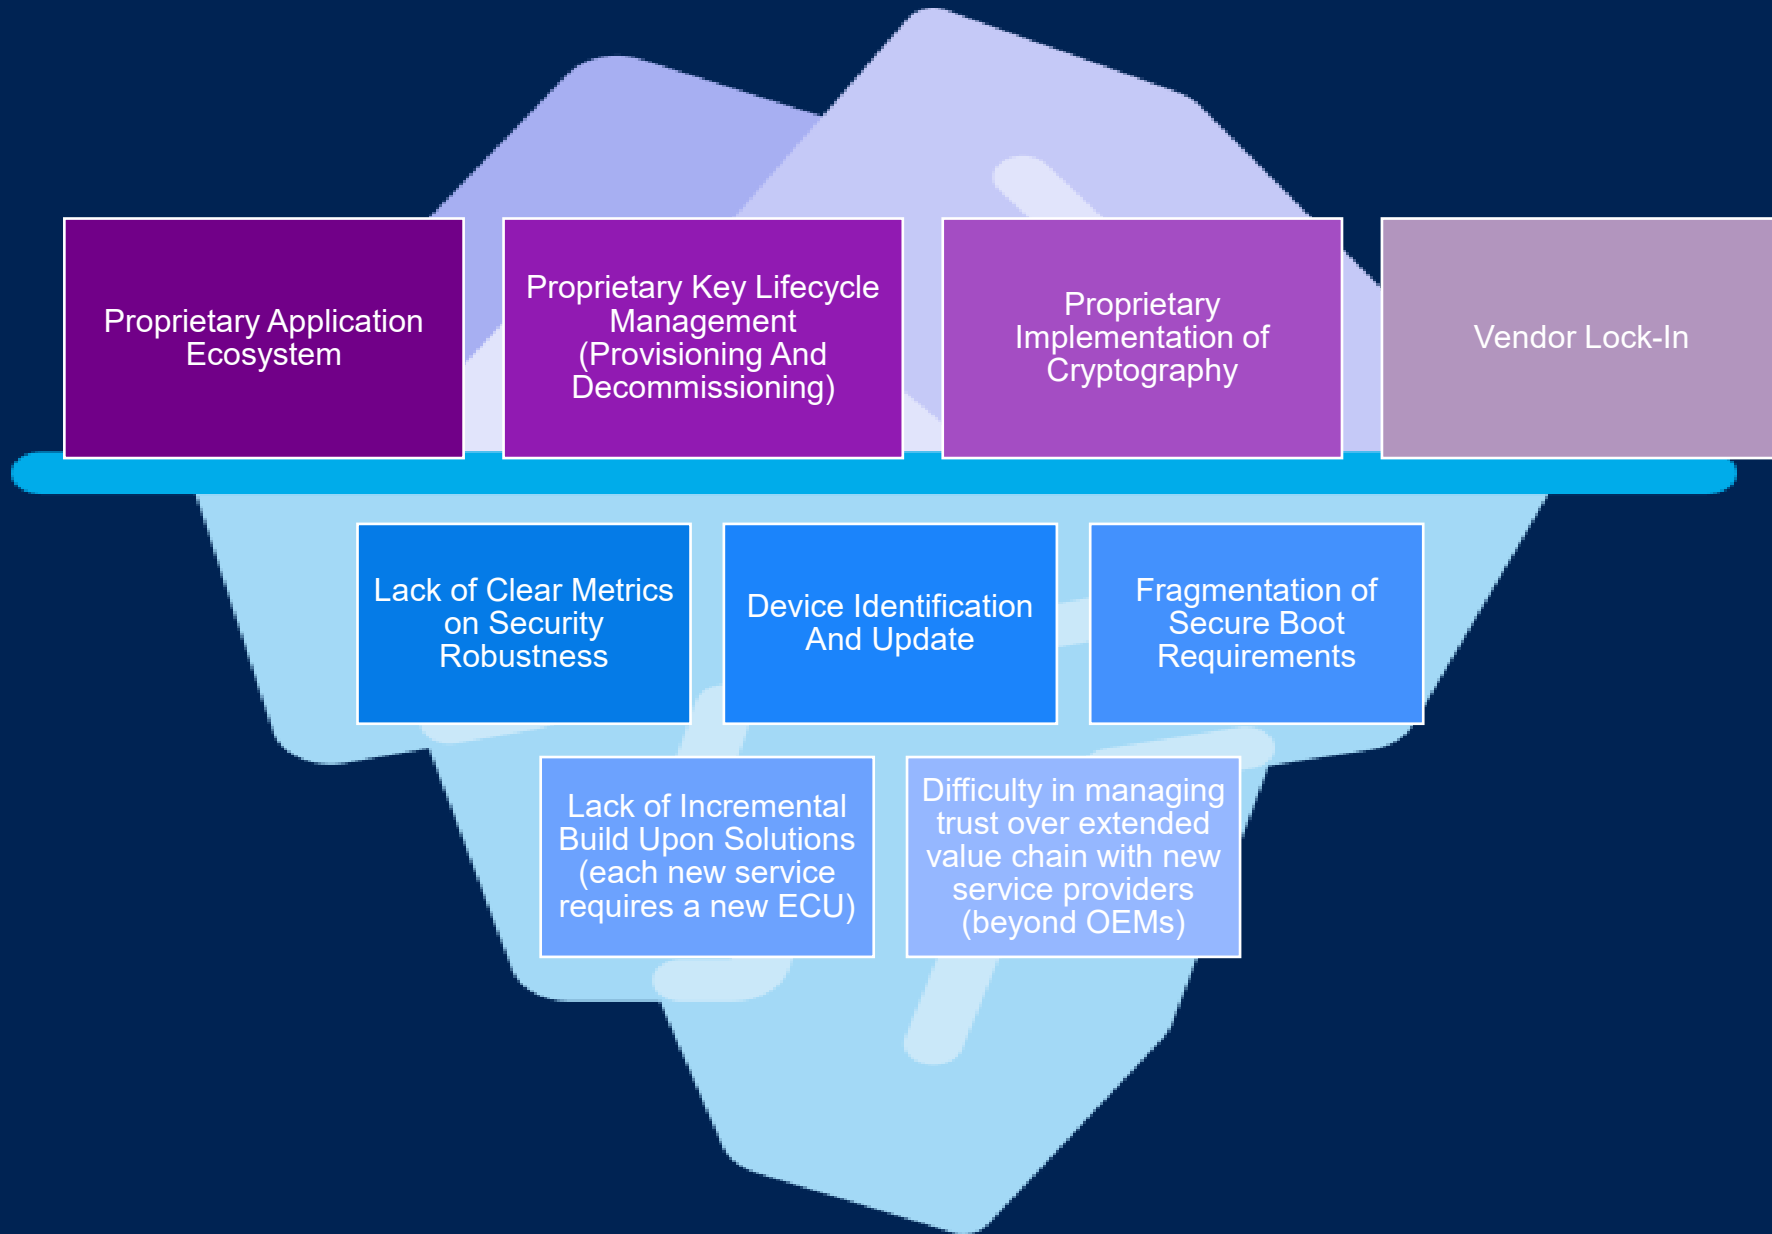 Proprietary Application
Ecosystem
Proprietary Key Lifecycle
Management
(Provisioning And
Decommissioning)
Proprietary
Implementation of
Cryptography
Vendor Lock-In
Lack of Clear Metrics
on Security
Robustness
Device Identification
And Update
Fragmentation of
Secure Boot
Requirements
Lack of Incremental
Build Upon Solutions
(each new service
requires a new ECU)
Difficulty in managing
trust over extended
value chain with new
service providers
(beyond OEMs)